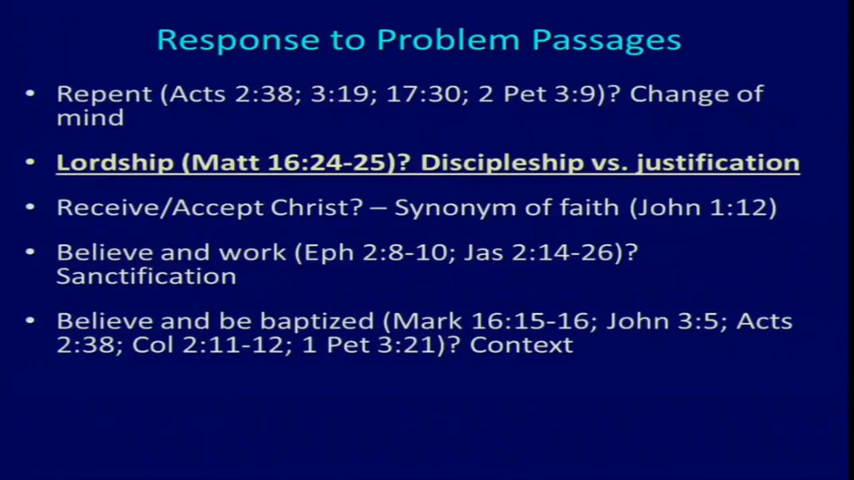 Response to Problem Passages
• Repent (Acts 2:38; 3:19; 17:30; 2 Pet 3:9)? Change of
mind
• Lordship (Matt 16:24-25)? Discipleship vs. justification
• Receive/Accept Christ? – Synonym of faith (John 1:12)
• Believe and work (Eph 2:8-10; Jas 2:14-26)?
Sanctification
• Believe and be baptized (Mark 16:15-16; John 3:5; Acts
2:38; Col 2:11-12; 1 Pet 3:21)? Context